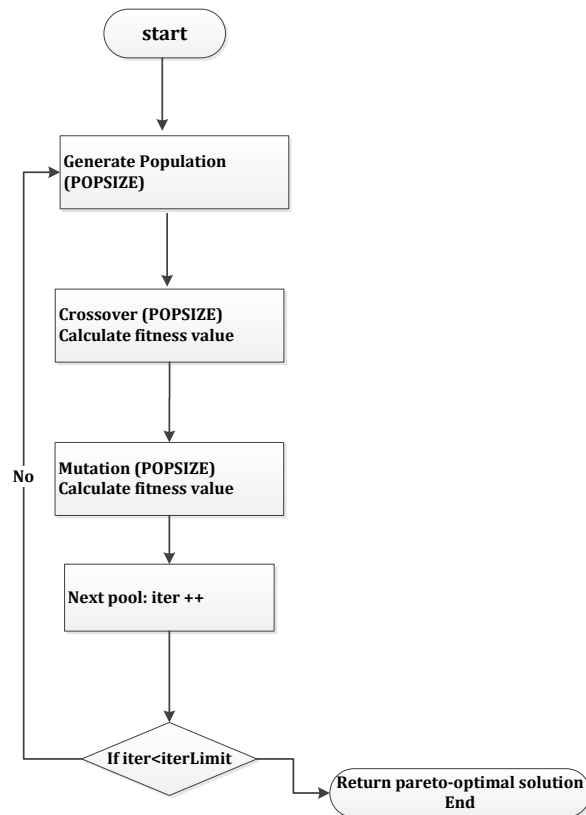 start
Generate Population
(POPSIZE)
Crossover (POPSIZE)
Calculate fitness value
Mutation (POPSIZE)
Calculate fitness value
No
Next pool: iter ++
If iter<iterLimit
Return pareto-optimal solution
End